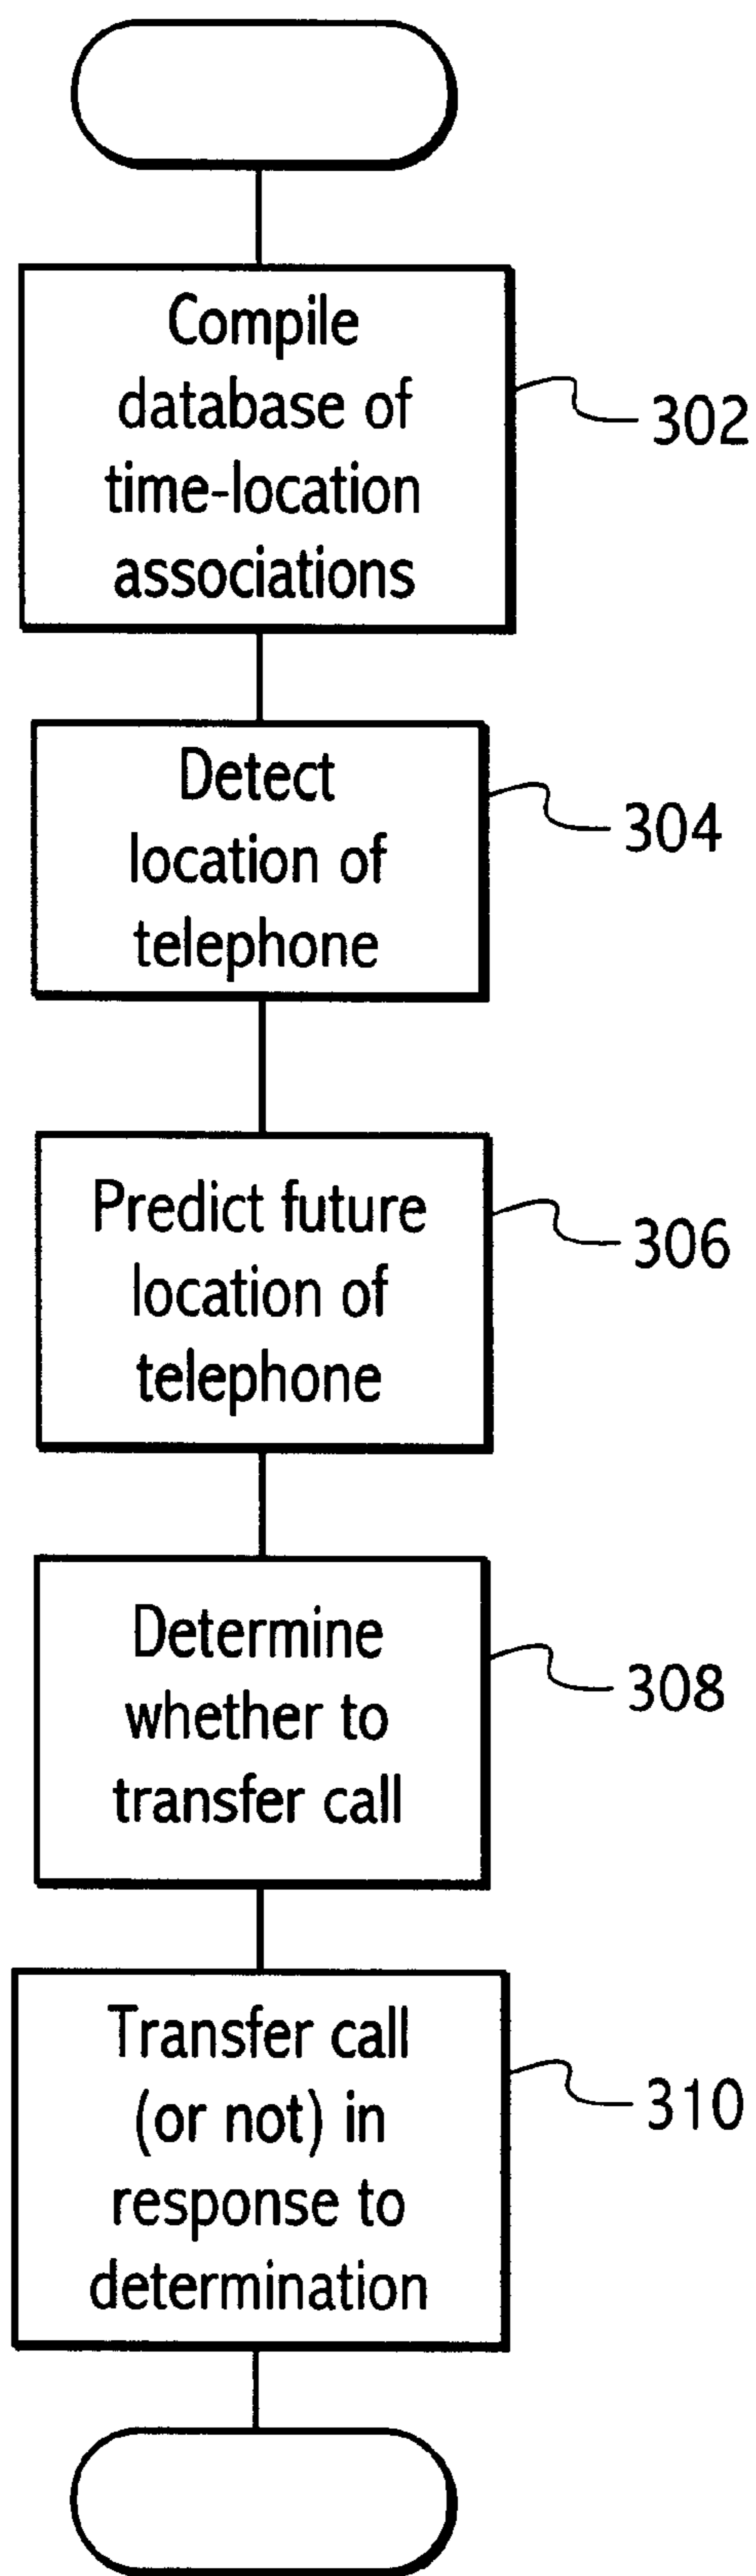 Compile
database of
time-location
associations
302
Detect
location of
telephone
304
Predict future
location of
telephone
306
Determine
whether to
transfer call
308
Transfer call
(or not) in
response to
determination
310